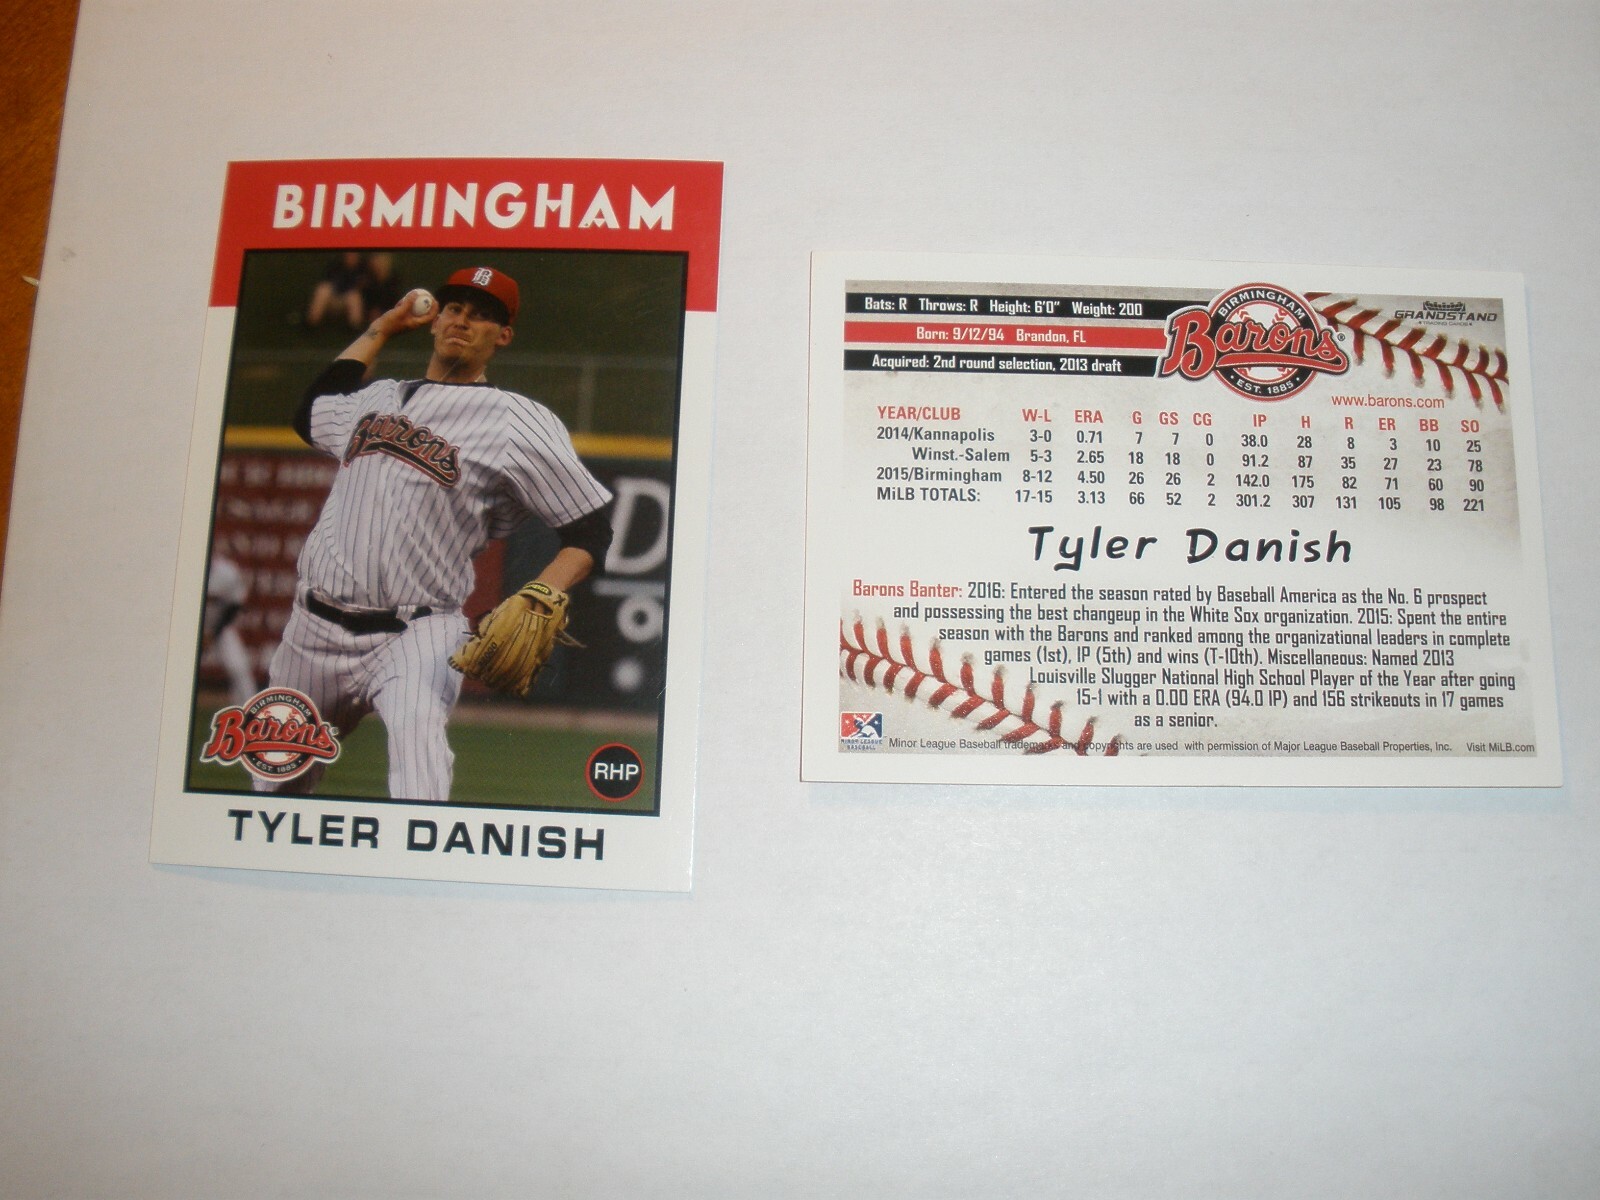 BIRMINGHAM
B
Barons
D
BIRMINGHAM
Barons
EST. 1885
RHP
TYLER DANISH
Bats: R Throws: R Height: 6'0" Weight: 200
Born: 9/12/94 Brandon, FL
Acquired: 2nd round selection, 2013 draft
BIRMINGHAM
Barons®
EST. 1885
GRANDSTAND
TRADING CARDS
www.barons.com
YEAR/CLUB W-L ERA G GS CG IP H R ER BB SO
2014/Kannapolis 3-0 0.71 7 7 0 38.0 28 8 3 10 25
Winst.-Salem 5-3 2.65 18 18 0 91.2 87 35 27 23 78
2015/Birmingham 8-12 4.50 26 26 2 142.0 175 82 71 60 90
MiLB TOTALS: 17-15 3.13 66 52 2 301.2 307 131 105 98 221
Tyler Danish
Barons Banter: 2016: Entered the season rated by Baseball America as the No. 6 prospect
and possessing the best changeup in the White Sox organization. 2015: Spent the entire
season with the Barons and ranked among the organizational leaders in complete
games (1st), IP (5th) and wins (T-10th). Miscellaneous: Named 2013
Louisville Slugger National High School Player of the Year after going
15-1 with a 0.00 ERA (94.0 IP) and 156 strikeouts in 17 games
as a senior.
MINOR LEAGUE
BASEBALL
Minor League Baseball trademarks and copyrights are used with permission of Major League Baseball Properties, Inc. Visit MiLB.com